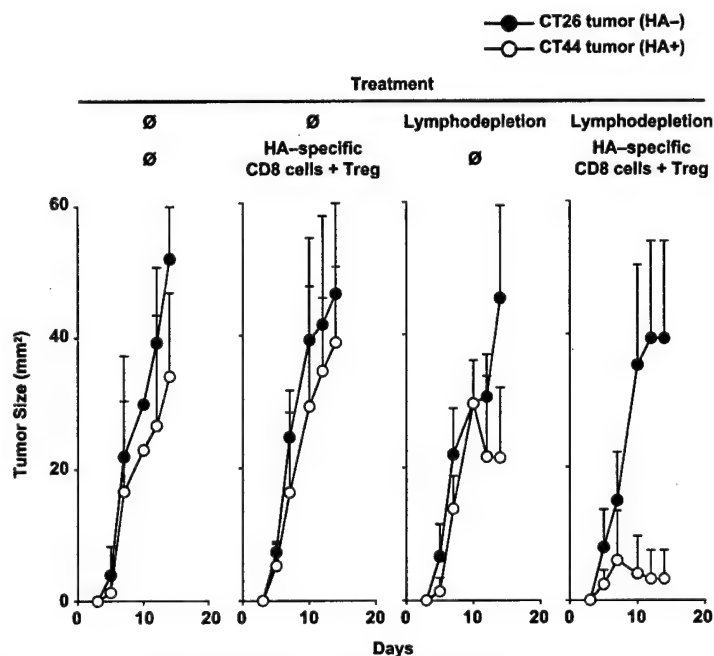 CT26 tumor (HA–)
CT44 tumor (HA+)
Treatment
Ø Ø Lymphodepletion Lymphodepletion
Ø HA–specific CD8 cells + Treg Ø HA–specific CD8 cells + Treg
60
40
20
0
Tumor Size (mm²)
0 10 20 0 10 20 0 10 20 0 10 20
Days